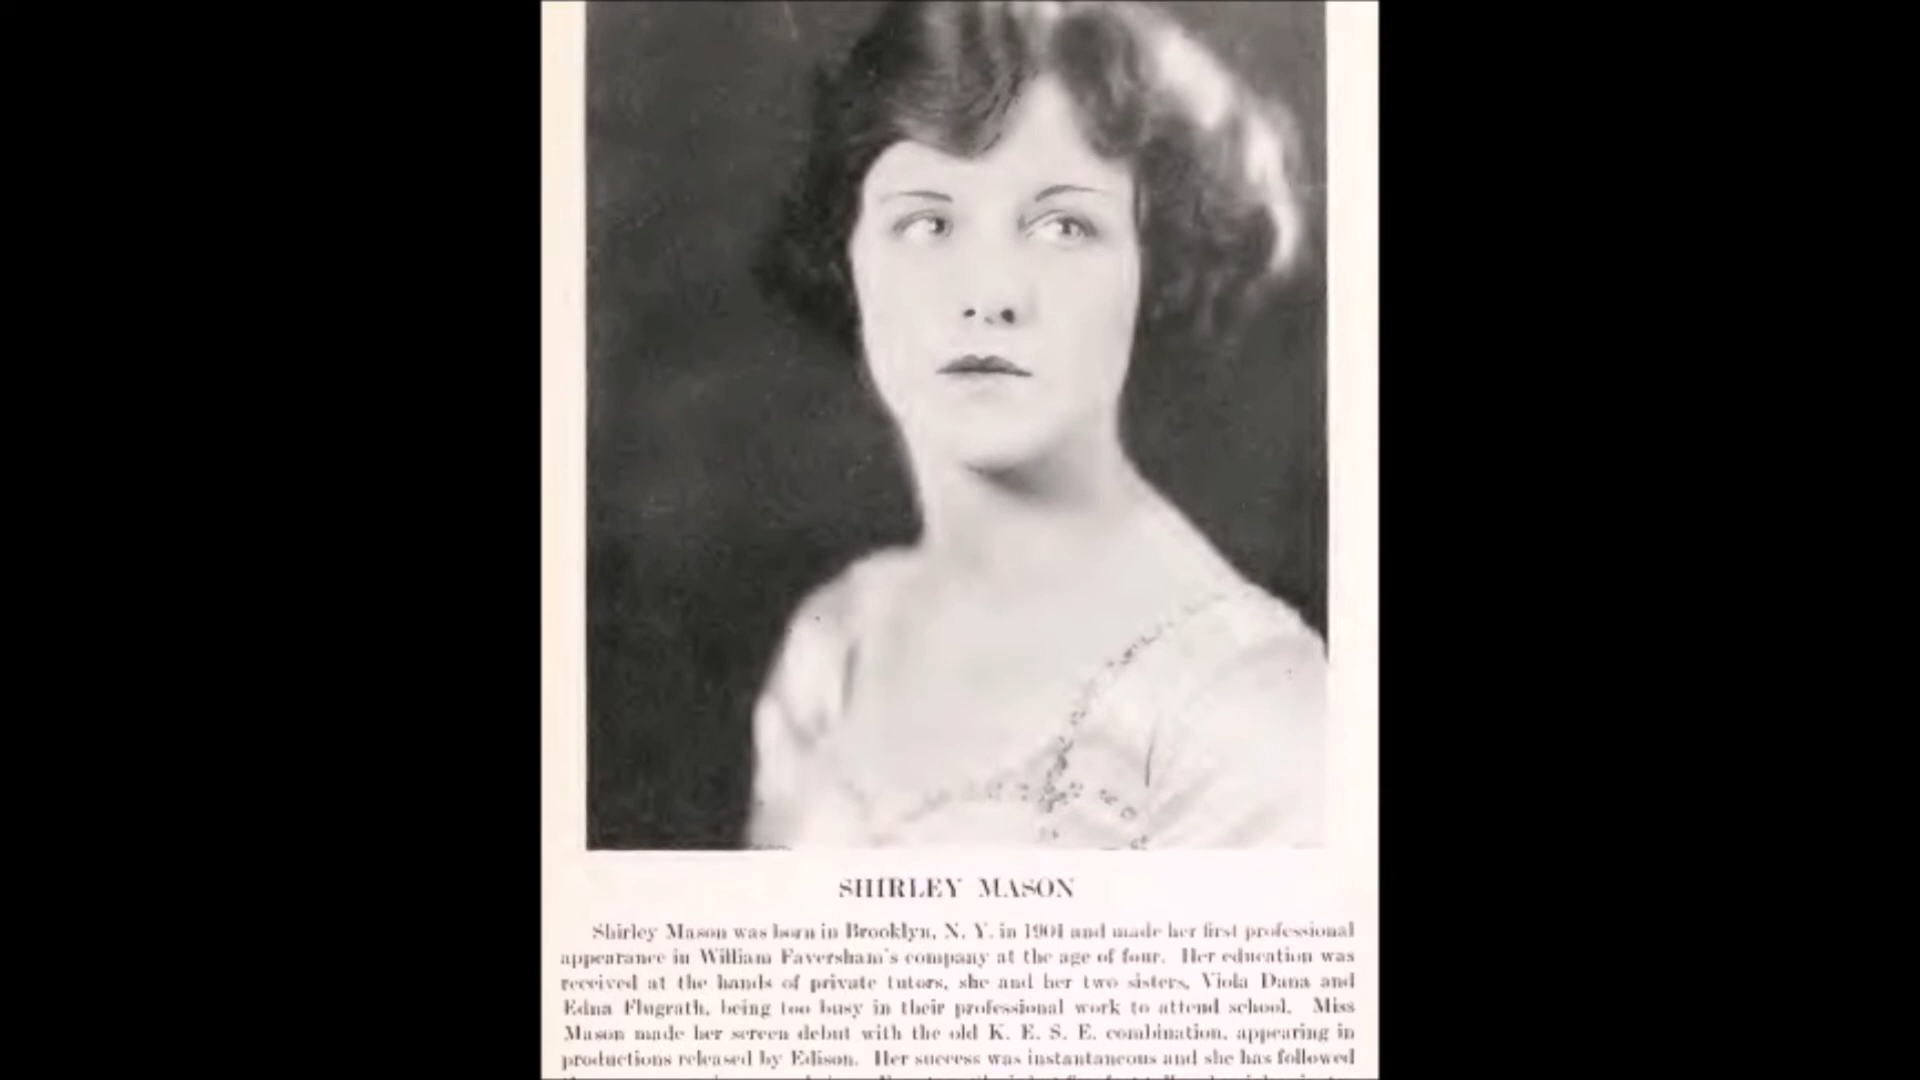 SHIRLEY MASON
Shirley Mason was born in Brooklyn, N. Y. in 1901 and made her first professional
appearance in William Faversham's company at the age of four. Her education was
received at the hands of private tutors, she and her two sisters, Viola Dana and
Edna Flugrath, being too busy in their professional work to attend school. Miss
Mason made her screen debut with the old K. E. S. E. combination, appearing in
productions released by Edison. Her success was instantaneous and she has followed